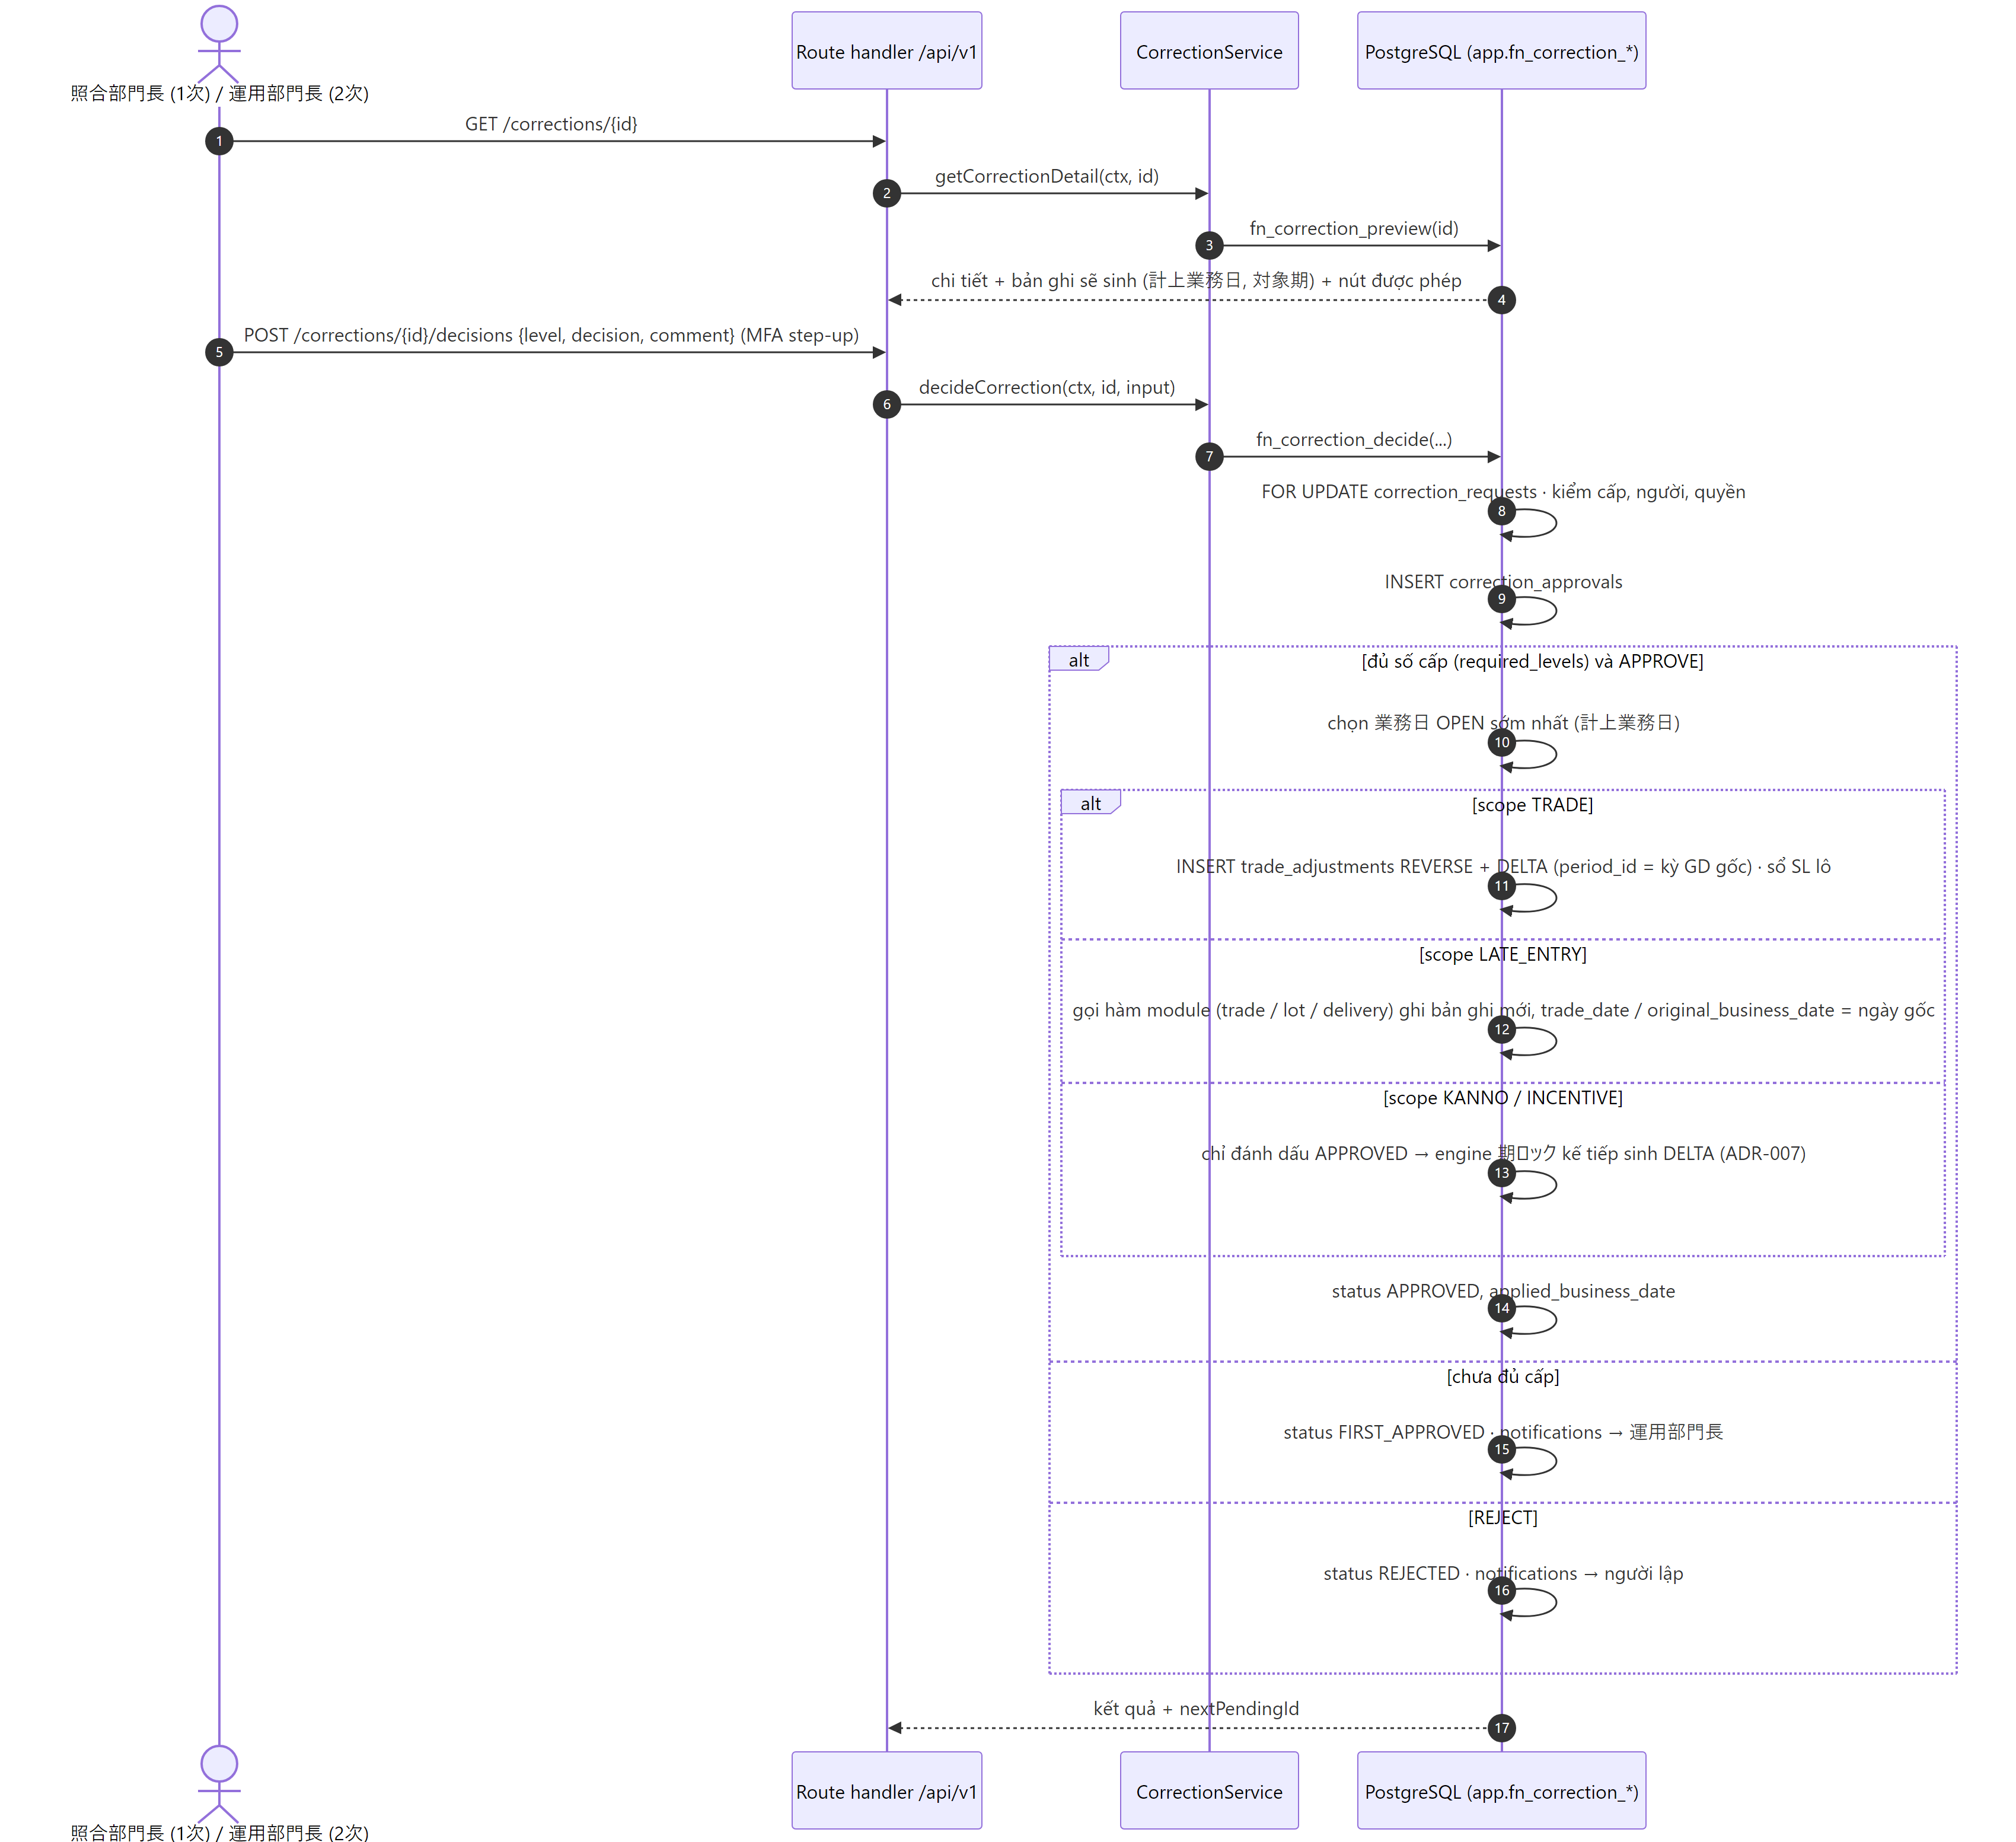 Route handler /api/v1
CorrectionService
PostgreSQL (app.fn_correction_*)
照合部門長 (1次) / 運用部門長 (2次)
GET /corrections/{id}
1
getCorrectionDetail(ctx, id)
2
fn_correction_preview(id)
3
chi tiết + bản ghi sẽ sinh (計上業務日, 対象期) + nút được phép
4
POST /corrections/{id}/decisions {level, decision, comment} (MFA step-up)
5
decideCorrection(ctx, id, input)
6
fn_correction_decide(...)
7
FOR UPDATE correction_requests · kiểm cấp, người, quyền
8
INSERT correction_approvals
9
alt
[đủ số cấp (required_levels) và APPROVE]
chọn 業務日 OPEN sớm nhất (計上業務日)
10
alt
[scope TRADE]
INSERT trade_adjustments REVERSE + DELTA (period_id = kỳ GD gốc) · sổ SL lô
11
[scope LATE_ENTRY]
gọi hàm module (trade / lot / delivery) ghi bản ghi mới, trade_date / original_business_date = ngày gốc
12
[scope KANNO / INCENTIVE]
chỉ đánh dấu APPROVED → engine 期ロック kế tiếp sinh DELTA (ADR-007)
13
status APPROVED, applied_business_date
14
[chưa đủ cấp]
status FIRST_APPROVED · notifications → 運用部門長
15
[REJECT]
status REJECTED · notifications → người lập
16
kết quả + nextPendingId
17
Route handler /api/v1
CorrectionService
PostgreSQL (app.fn_correction_*)
照合部門長 (1次) / 運用部門長 (2次)